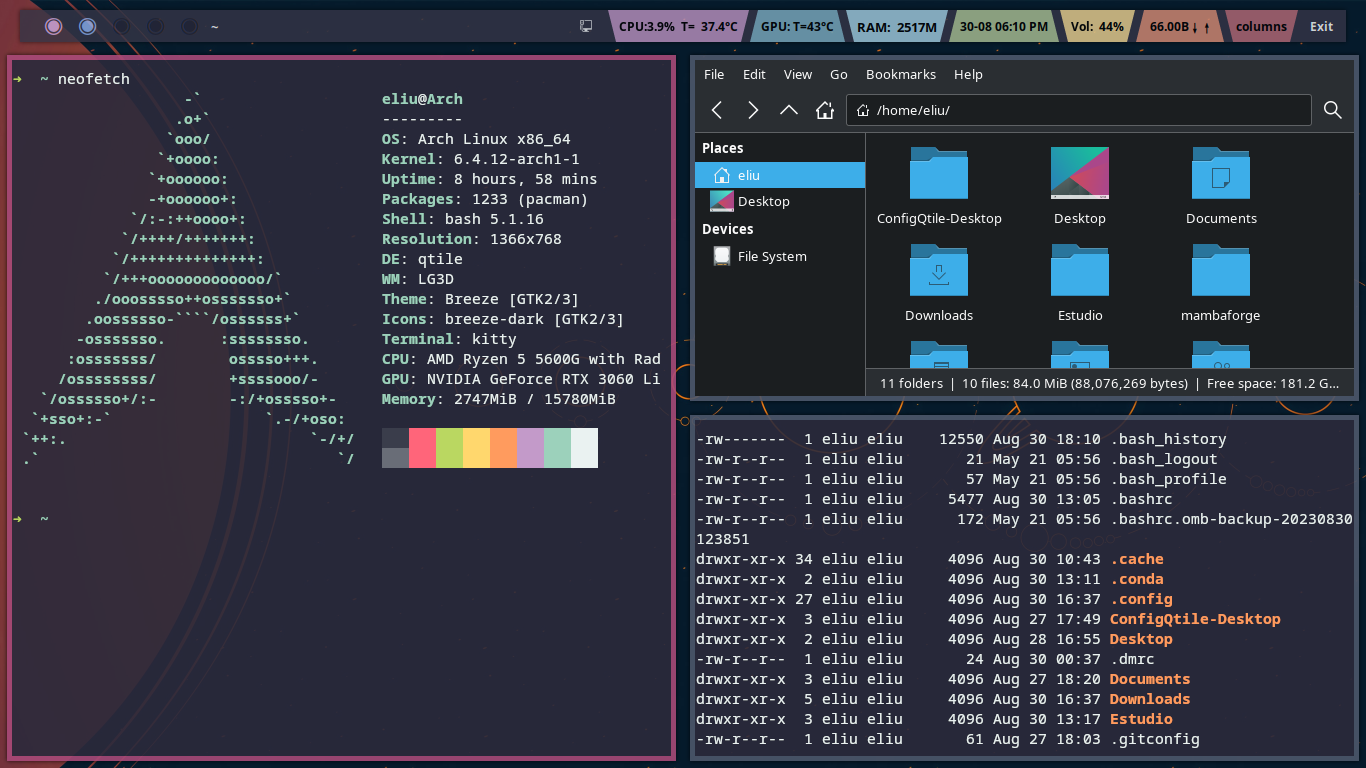 ~ CPU:3.9% T= 37.4°C GPU:T=43°C RAM: 2517M 30-08 06:10 PM Vol: 44% 66.00B↓ ↑ columns Exit
➜ ~ neofetch
-`
.o+`
`ooo/
`+oooo:
`+oooooo:
-+oooooo+:
`/:-:++oooo+:
`/++++/+++++++:
`/++++++++++++++:
`/+++ooooooooooooo/`
./ooosssso++osssssso+`
.oossssso-````/ossssss+`
-osssssso. :ssssssso.
:osssssss/ osssso+++.
/ossssssss/ +ssssooo/-
`/ossssso+/:- -:/+osssso+-
`+sso+:-` `.-/+oso:
`++:. `-/+/
.` `/
eliu@Arch
---------
OS: Arch Linux x86_64
Kernel: 6.4.12-arch1-1
Uptime: 8 hours, 58 mins
Packages: 1233 (pacman)
Shell: bash 5.1.16
Resolution: 1366x768
DE: qtile
WM: LG3D
Theme: Breeze [GTK2/3]
Icons: breeze-dark [GTK2/3]
Terminal: kitty
CPU: AMD Ryzen 5 5600G with Rad
GPU: NVIDIA GeForce RTX 3060 Li
Memory: 2747MiB / 15780MiB
➜ ~
File Edit View Go Bookmarks Help
/home/eliu/
Places
eliu
Desktop
Devices
File System
ConfigQtile-Desktop Desktop Documents
Downloads Estudio mambaforge
11 folders | 10 files: 84.0 MiB (88,076,269 bytes) | Free space: 181.2 G...
-rw------- 1 eliu eliu 12550 Aug 30 18:10 .bash_history
-rw-r--r-- 1 eliu eliu 21 May 21 05:56 .bash_logout
-rw-r--r-- 1 eliu eliu 57 May 21 05:56 .bash_profile
-rw-r--r-- 1 eliu eliu 5477 Aug 30 13:05 .bashrc
-rw-r--r-- 1 eliu eliu 172 May 21 05:56 .bashrc.omb-backup-20230830
123851
drwxr-xr-x 34 eliu eliu 4096 Aug 30 10:43 .cache
drwxr-xr-x 2 eliu eliu 4096 Aug 30 13:11 .conda
drwxr-xr-x 27 eliu eliu 4096 Aug 30 16:37 .config
drwxr-xr-x 3 eliu eliu 4096 Aug 27 17:49 ConfigQtile-Desktop
drwxr-xr-x 2 eliu eliu 4096 Aug 28 16:55 Desktop
-rw-r--r-- 1 eliu eliu 24 Aug 30 00:37 .dmrc
drwxr-xr-x 3 eliu eliu 4096 Aug 27 18:20 Documents
drwxr-xr-x 5 eliu eliu 4096 Aug 30 16:37 Downloads
drwxr-xr-x 3 eliu eliu 4096 Aug 30 13:17 Estudio
-rw-r--r-- 1 eliu eliu 61 Aug 27 18:03 .gitconfig